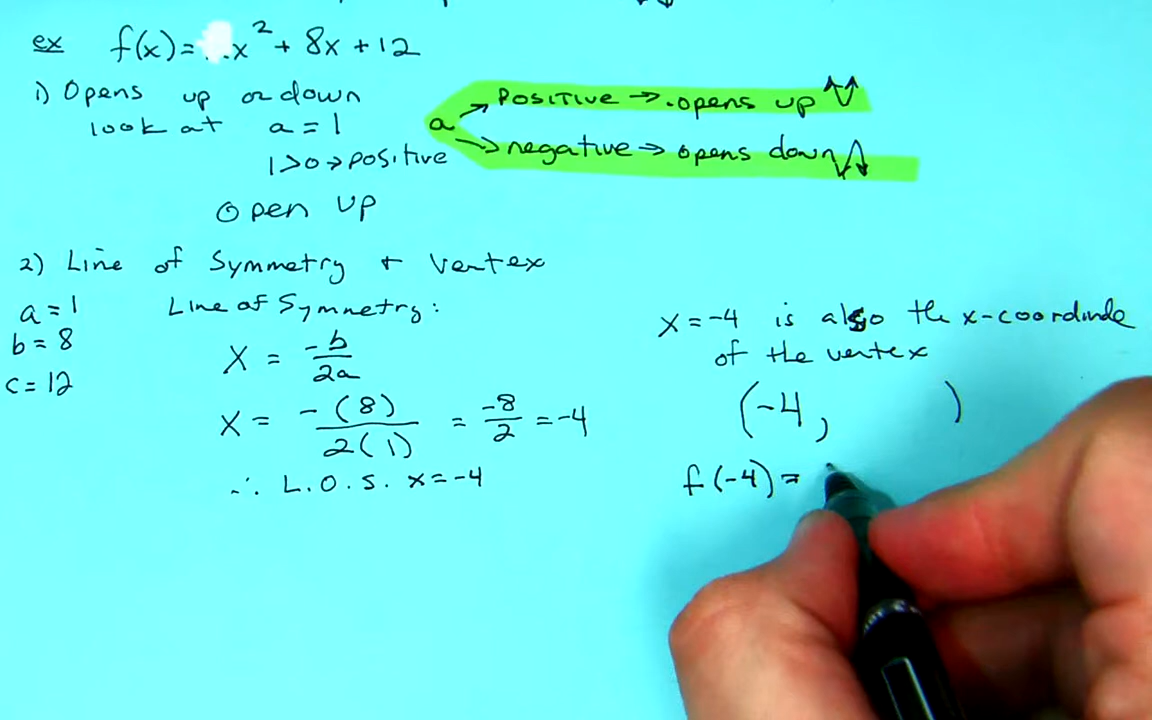 ex f(x) = x² + 8x + 12
1) Opens up or down
look at a = 1
1 > 0 → positive
Open up
a
→ Positive → opens up
→ negative → opens down
2) Line of Symmetry + Vertex
a = 1
b = 8
c = 12
Line of Symmetry:
X = -b/2a
X = -(8)/2(1) = -8/2 = -4
∴ L.O.S. x = -4
x = -4 is also the x-coordinate
of the vertex
(-4, )
f(-4) =